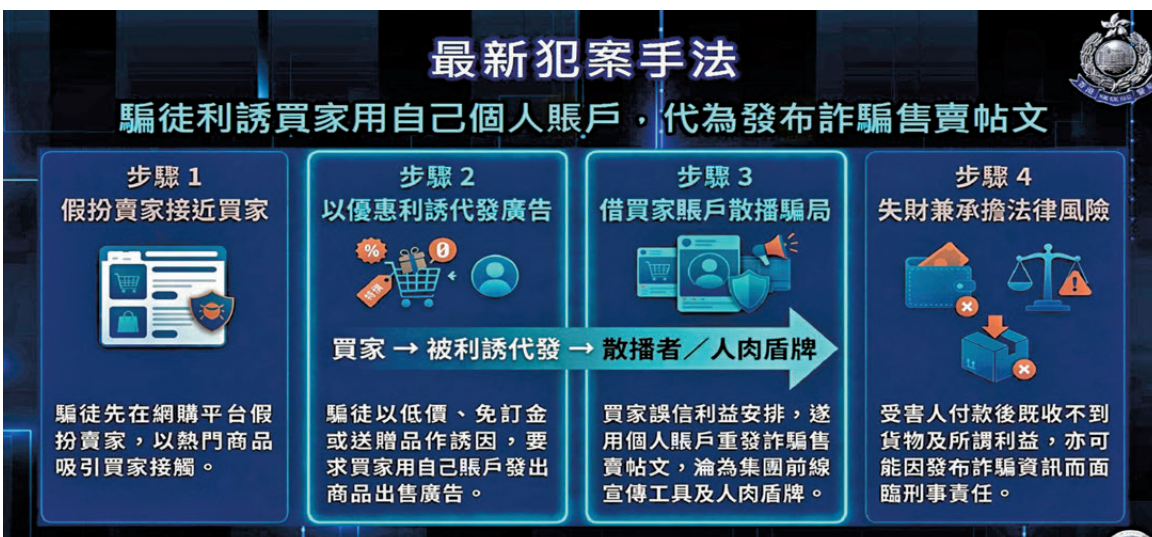 最新犯案手法
騙徒利誘買家用自己個人賬戶，代為發布詐騙售賣帖文
步驟 1
假扮賣家接近買家
騙徒先在網購平台假
扮賣家，以熱門商品
吸引買家接觸。
步驟 2
以優惠利誘代發廣告
%
0
特價
騙徒以低價、免訂金
或送贈品作誘因，要
求買家用自己賬戶發出
商品出售廣告。
步驟 3
借買家賬戶散播騙局
買家 → 被利誘代發 → 散播者／人肉盾牌
買家誤信利益安排，遂
用個人賬戶重發詐騙售
賣帖文，淪為集團前線
宣傳工具及人肉盾牌。
步驟 4
失財兼承擔法律風險
受害人付款後既收不到
貨物及所謂利益，亦可
能因發布詐騙資訊而面
臨刑事責任。